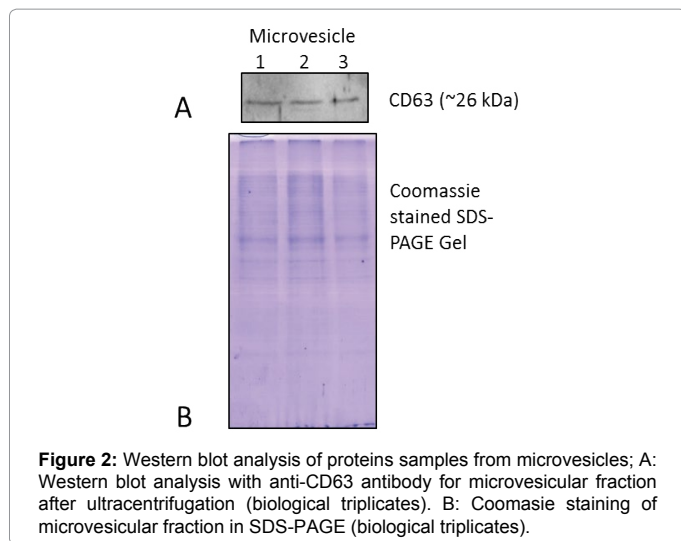 Microvesicle
1 2 3
A
CD63 (~26 kDa)
Coomassie
stained SDS-
PAGE Gel
B
Figure 2: Western blot analysis of proteins samples from microvesicles; A:
Western blot analysis with anti-CD63 antibody for microvesicular fraction
after ultracentrifugation (biological triplicates). B: Coomasie staining of
microvesicular fraction in SDS-PAGE (biological triplicates).